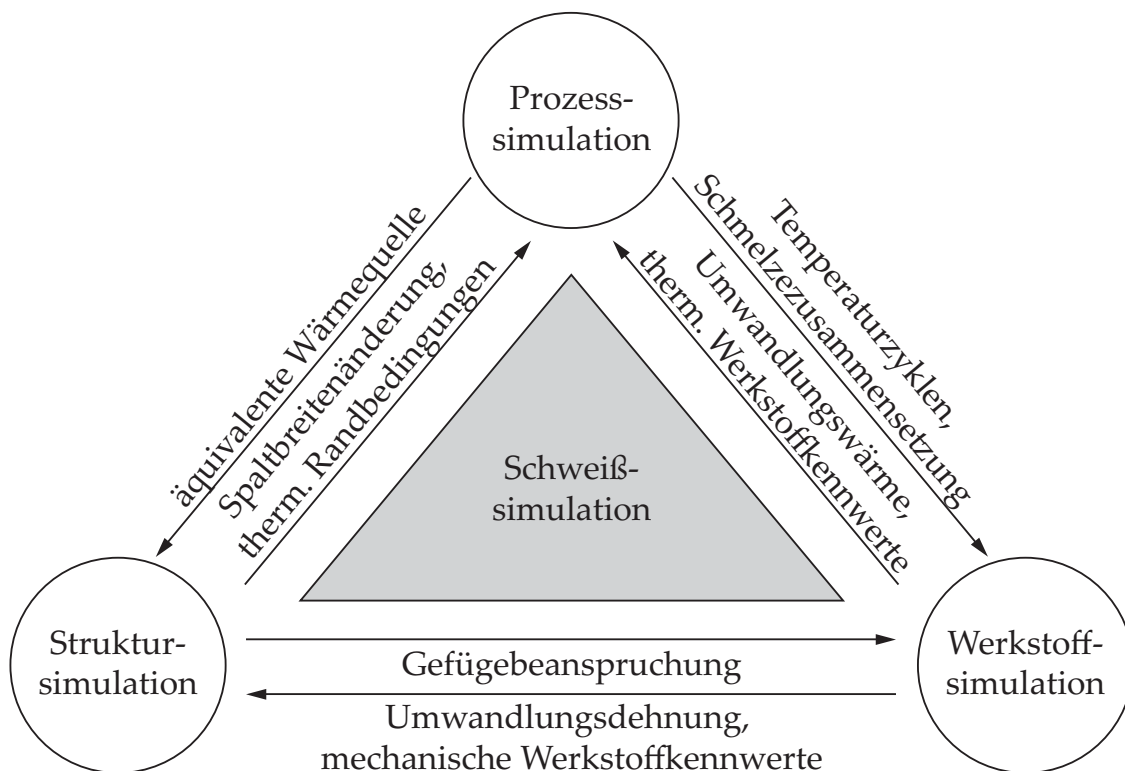 Prozess-
simulation
äquivalente Wärmequelle
Spaltbreitenänderung,
therm. Randbedingungen
Temperaturzyklen,
Schmelzezusammensetzung
Umwandlungswärme,
therm. Werkstoffkennwerte
Schweiß-
simulation
Struktur-
simulation
Werkstoff-
simulation
Gefügebeanspruchung
Umwandlungsdehnung,
mechanische Werkstoffkennwerte